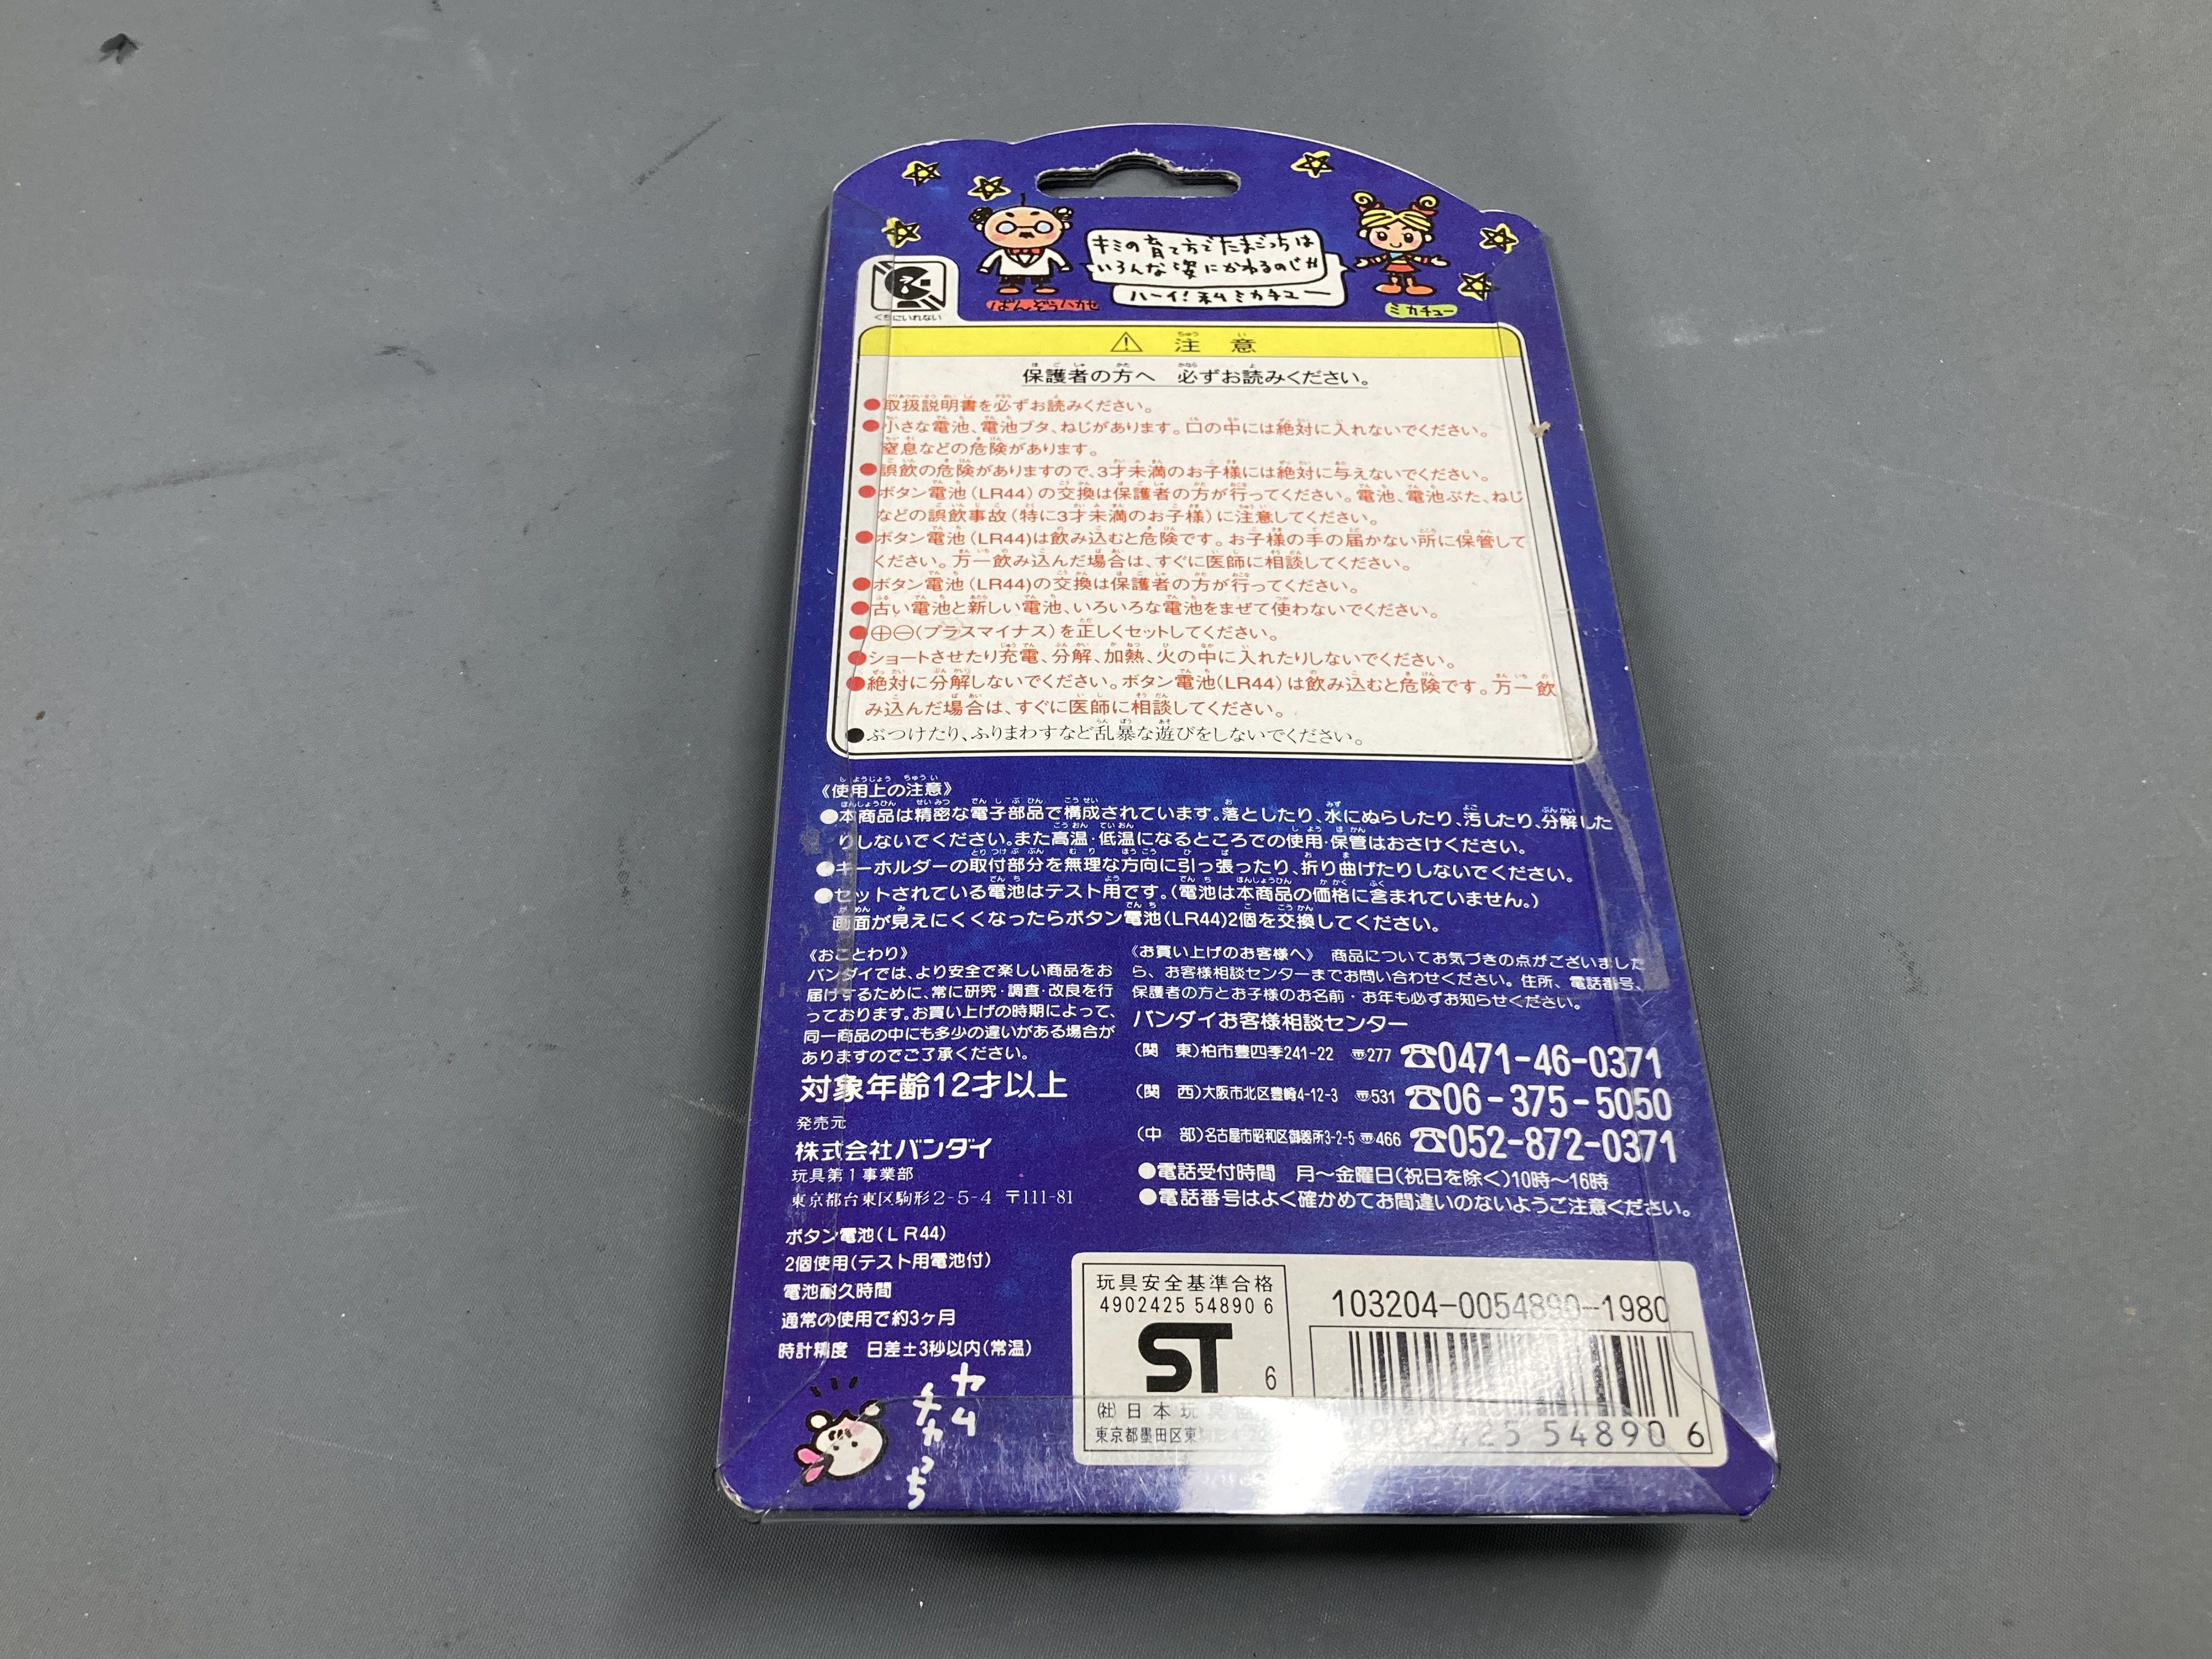 キミの育て方でたまごっちは
いろんな姿にかわるのじゃ
ハーイ!私ミカチュー
ばんぞうハカセ
ミカチュー
くちにいれない
注意
保護者の方へ 必ずお読みください。
●取扱説明書を必ずお読みください。
●小さな電池、電池ブタ、ねじがあります。口の中には絶対に入れないでください。
窒息などの危険があります。
●誤飲の危険がありますので、3才未満のお子様には絶対に与えないでください。
●ボタン電池(LR44)の交換は保護者の方が行ってください。電池、電池ぶた、ねじ
などの誤飲事故(特に3才未満のお子様)に注意してください。
●ボタン電池(LR44)は飲み込むと危険です。お子様の手の届かない所に保管して
ください。万一飲み込んだ場合は、すぐに医師に相談してください。
●ボタン電池(LR44)の交換は保護者の方が行ってください。
●古い電池と新しい電池、いろいろな電池をまぜて使わないでください。
●⊕⊖(プラスマイナス)を正しくセットしてください。
●ショートさせたり充電、分解、加熱、火の中に入れたりしないでください。
●絶対に分解しないでください。ボタン電池(LR44)は飲み込むと危険です。万一飲
み込んだ場合は、すぐに医師に相談してください。
●ぶつけたり、ふりまわすなど乱暴な遊びをしないでください。
《使用上の注意》
●本商品は精密な電子部品で構成されています。落としたり、水にぬらしたり、汚したり、分解した
りしないでください。また高温・低温になるところでの使用・保管はおさけください。
●キーホルダーの取付部分を無理な方向に引っ張ったり、折り曲げたりしないでください。
●セットされている電池はテスト用です。(電池は本商品の価格に含まれていません。)
画面が見えにくくなったらボタン電池(LR44)2個を交換してください。
《おことわり》
バンダイでは、より安全で楽しい商品をお
届けするために、常に研究・調査・改良を行
っております。お買い上げの時期によって、
同一商品の中にも多少の違いがある場合が
ありますのでご了承ください。
対象年齢12才以上
発売元
株式会社バンダイ
玩具第1事業部
東京都台東区駒形2-5-4 〒111-81
ボタン電池(LR44)
2個使用(テスト用電池付)
電池耐久時間
通常の使用で約3ヶ月
時計精度 日差±3秒以内(常温)
《お買い上げのお客様へ》 商品についてお気づきの点がございました
ら、お客様相談センターまでお問い合わせください。住所、電話番号、
保護者の方とお子様のお名前・お年も必ずお知らせください。
バンダイお客様相談センター
(関 東)柏市豊四季241-22 〠277 ☎0471-46-0371
(関 西)大阪市北区豊崎4-12-3 〠531 ☎06-375-5050
(中 部)名古屋市昭和区御器所3-2-5 〠466 ☎052-872-0371
●電話受付時間 月〜金曜日(祝日を除く)10時〜16時
●電話番号はよく確かめてお間違いのないようご注意ください。
玩具安全基準合格
4902425 54890 6
ST
6
(社)日本玩具
東京都墨田区東
103204-0054890-1980
2425 54890 6